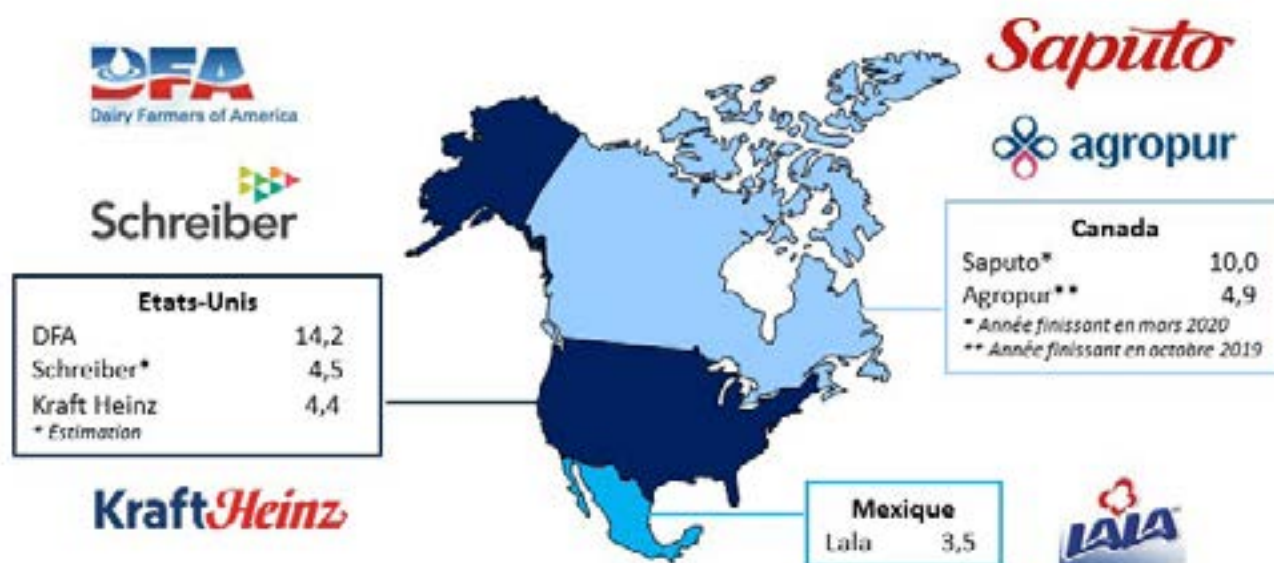 DFA
Dairy Farmers of America
Schreiber
Etats-Unis
DFA 14,2
Schreiber* 4,5
Kraft Heinz 4,4
* Estimation
KraftHeinz
Saputo
agropur
Canada
Saputo* 10,0
Agropur** 4,9
* Année finissant en mars 2020
** Année finissant en octobre 2019
Mexique
Lala 3,5
LALA